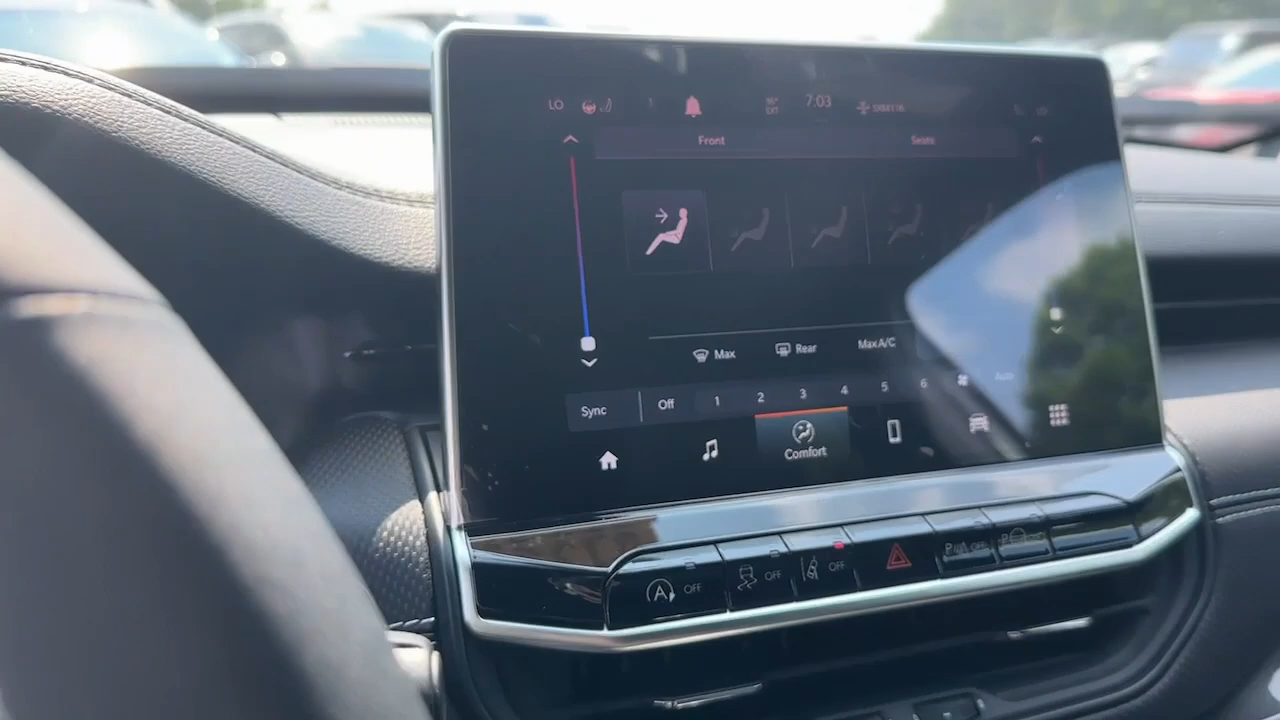 LO 7:03
Front Seats
Max Rear Max A/C
Sync Off 1 2 3 4 5 6 Auto
Comfort
A OFF OFF OFF